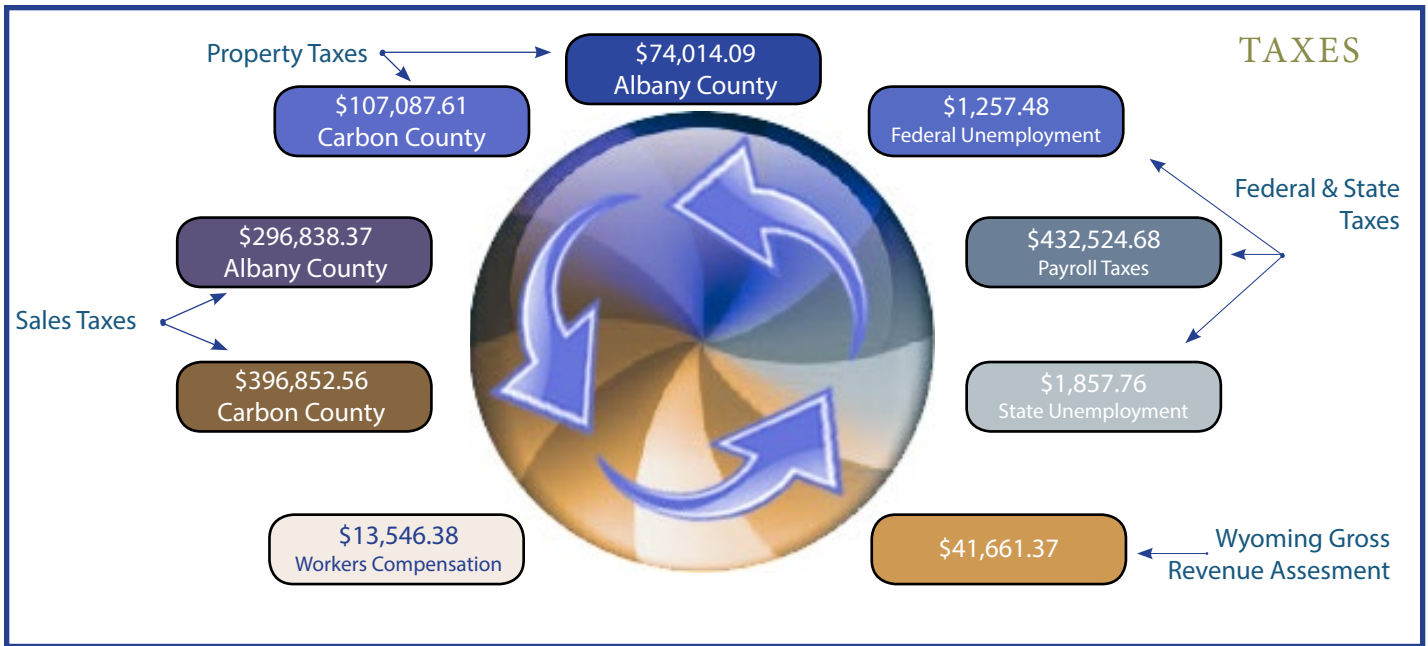 TAXES
Property Taxes
$74,014.09
Albany County
$107,087.61
Carbon County
$1,257.48
Federal Unemployment
Federal & State
Taxes
$296,838.37
Albany County
$432,524.68
Payroll Taxes
Sales Taxes
$396,852.56
Carbon County
$1,857.76
State Unemployment
$13,546.38
Workers Compensation
$41,661.37
Wyoming Gross
Revenue Assesment